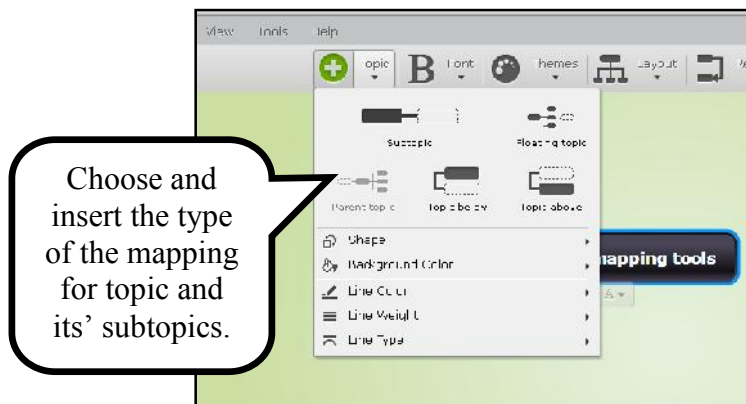 View Tools Help
Topic Font Themes Layout
Subtopic Floating topic
Parent topic Topic below Topic above
Shape
Background Color
Line Color
Line Weight
Line Type
mapping tools
A
Choose and
insert the type
of the mapping
for topic and
its’ subtopics.